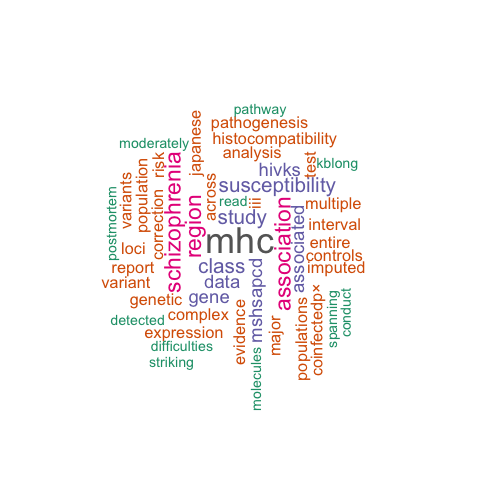 pathway
pathogenesis
histocompatibility
moderately
japanese
analysis
test
kblong
hivks
risk
schizophrenia
susceptibility
variants
population
correction
across
read
iii
multiple
postmortem
region
study
association
associated
interval
mhc
loci
entire
controls
report
class
imputed
variant
data
mshsapcd
genetic
gene
complex
populations
coinfectedp×
spanning
conduct
detected
expression
evidence
major
difficulties
striking
molecules